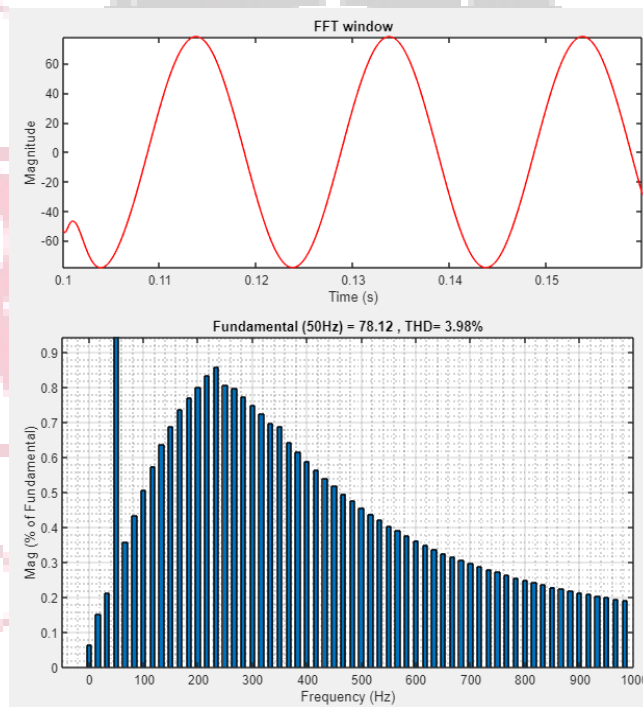 FFT window
60
40
20
0
-20
-40
-60
Magnitude
0.1 0.11 0.12 0.13 0.14 0.15
Time (s)
Fundamental (50Hz) = 78.12 , THD= 3.98%
0.9
0.8
0.7
0.6
0.5
0.4
0.3
0.2
0.1
0
Mag (% of Fundamental)
0 100 200 300 400 500 600 700 800 900 1000
Frequency (Hz)